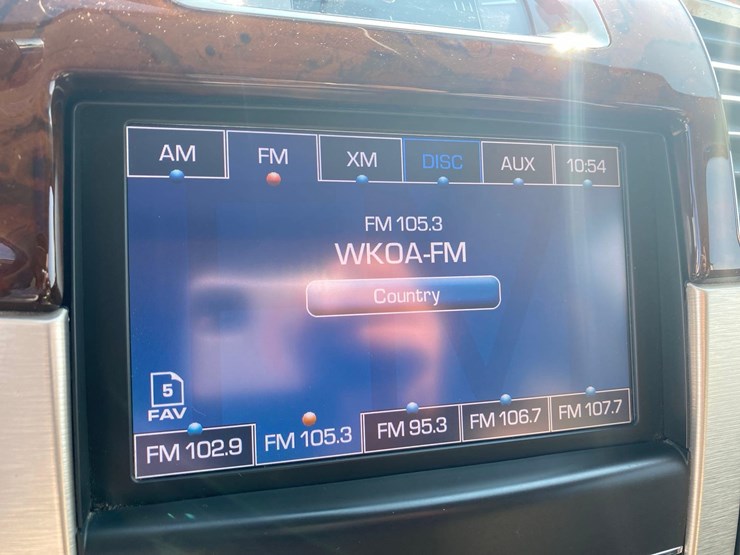 AM FM XM DISC AUX 10:54
FM 105.3
WKOA-FM
Country
5
FAV
FM 102.9 FM 105.3 FM 95.3 FM 106.7 FM 107.7